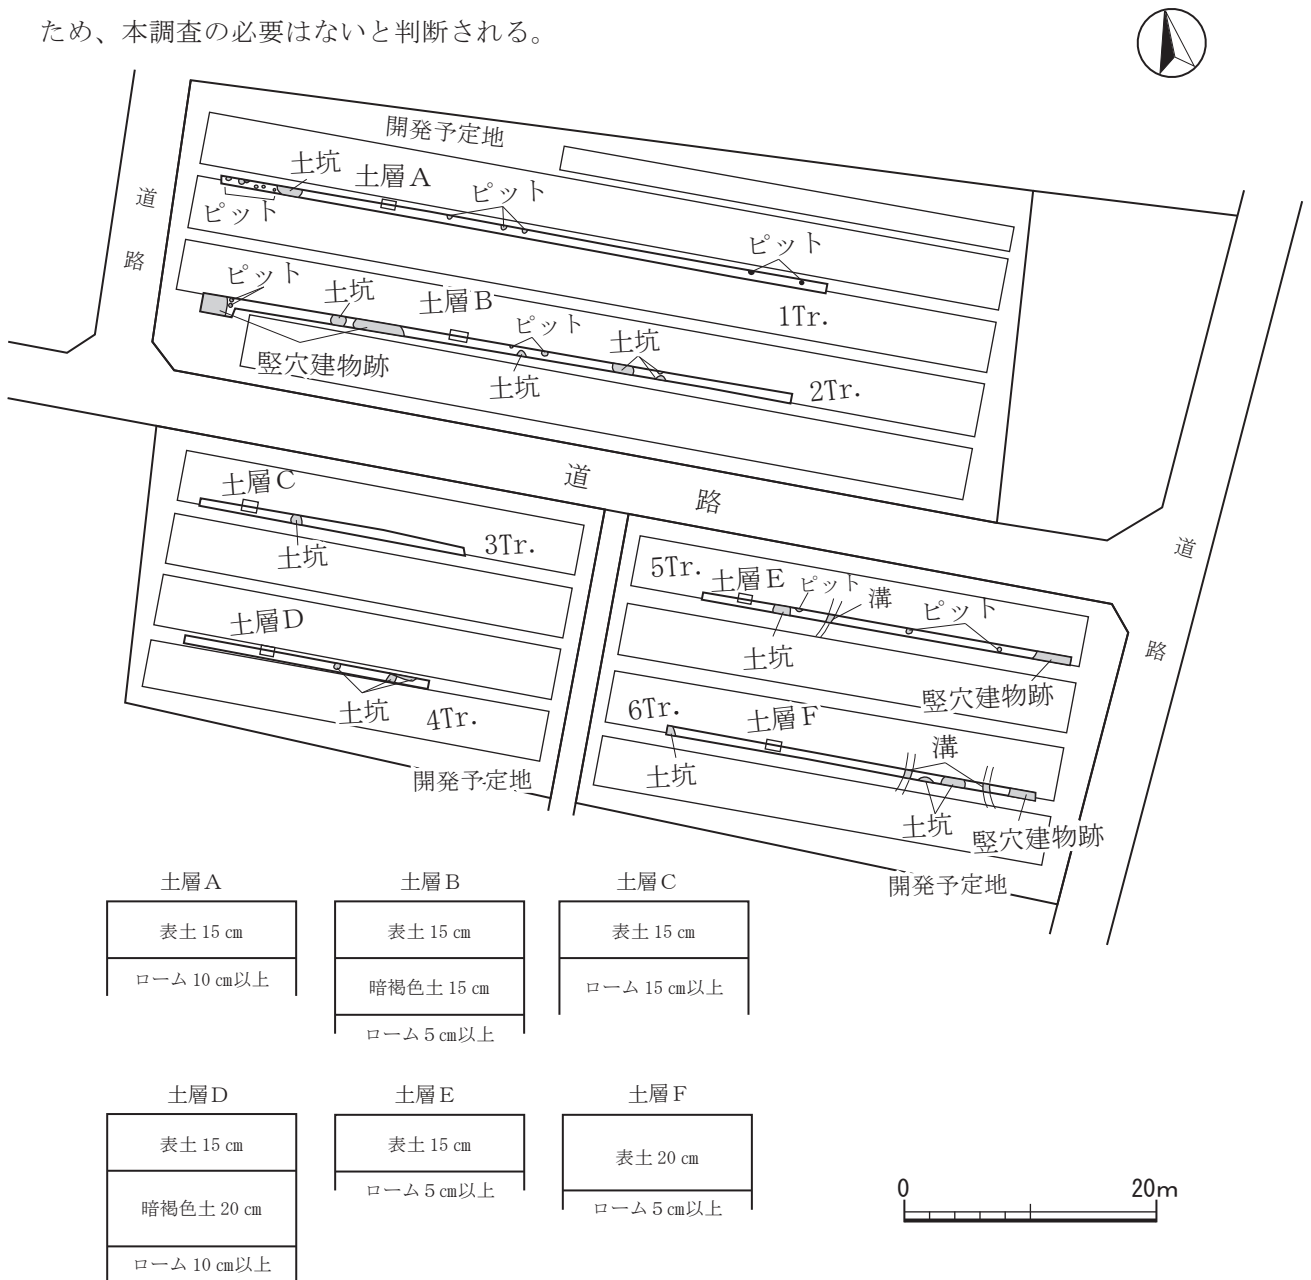 ため、本調査の必要はないと判断される。
開発予定地
土坑
土層A
ピット
ピット
ピット
道
路
1Tr.
ピット
土坑
土層B
ピット
土坑
竪穴建物跡
土坑
2Tr.
道
路
土層C
土坑
3Tr.
土層D
土坑
4Tr.
開発予定地
5Tr.
土層E
ピット
溝
ピット
土坑
竪穴建物跡
道
路
6Tr.
土層F
溝
土坑
土坑
竪穴建物跡
開発予定地
土層A
表土 15 ㎝
ローム 10 ㎝以上
土層B
表土 15 ㎝
暗褐色土 15 ㎝
ローム 5 ㎝以上
土層C
表土 15 ㎝
ローム 15 ㎝以上
土層D
表土 15 ㎝
暗褐色土 20 ㎝
ローム 10 ㎝以上
土層E
表土 15 ㎝
ローム 5 ㎝以上
土層F
表土 20 ㎝
ローム 5 ㎝以上
0 20m